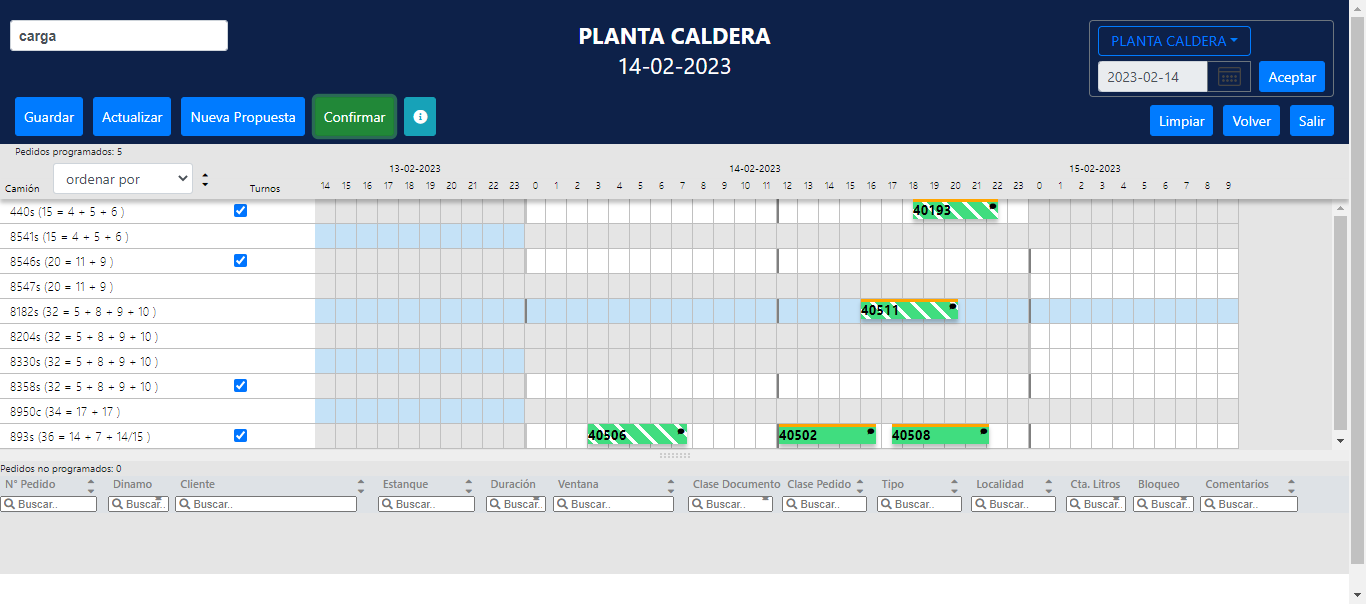 carga
PLANTA CALDERA
14-02-2023
PLANTA CALDERA
2023-02-14
Aceptar
Guardar
Actualizar
Nueva Propuesta
Confirmar
Limpiar
Volver
Salir
Pedidos programados: 5
Camión
ordenar por
Turnos
13-02-2023
14-02-2023
15-02-2023
14 15 16 17 18 19 20 21 22 23 0 1 2 3 4 5 6 7 8 9 10 11 12 13 14 15 16 17 18 19 20 21 22 23 0 1 2 3 4 5 6 7 8 9
440s (15 = 4 + 5 + 6 )
40193
8541s (15 = 4 + 5 + 6 )
8546s (20 = 11 + 9 )
8547s (20 = 11 + 9 )
8182s (32 = 5 + 8 + 9 + 10 )
40511
8204s (32 = 5 + 8 + 9 + 10 )
8330s (32 = 5 + 8 + 9 + 10 )
8358s (32 = 5 + 8 + 9 + 10 )
8950c (34 = 17 + 17 )
893s (36 = 14 + 7 + 14/15 )
40506
40502
40508
Pedidos no programados: 0
N° Pedido Dinamo Cliente Estanque Duración Ventana Clase Documento Clase Pedido Tipo Localidad Cta. Litros Bloqueo Comentarios
Buscar.. Buscar.. Buscar.. Buscar.. Buscar.. Buscar.. Buscar.. Buscar.. Buscar.. Buscar.. Buscar.. Buscar.. Buscar..